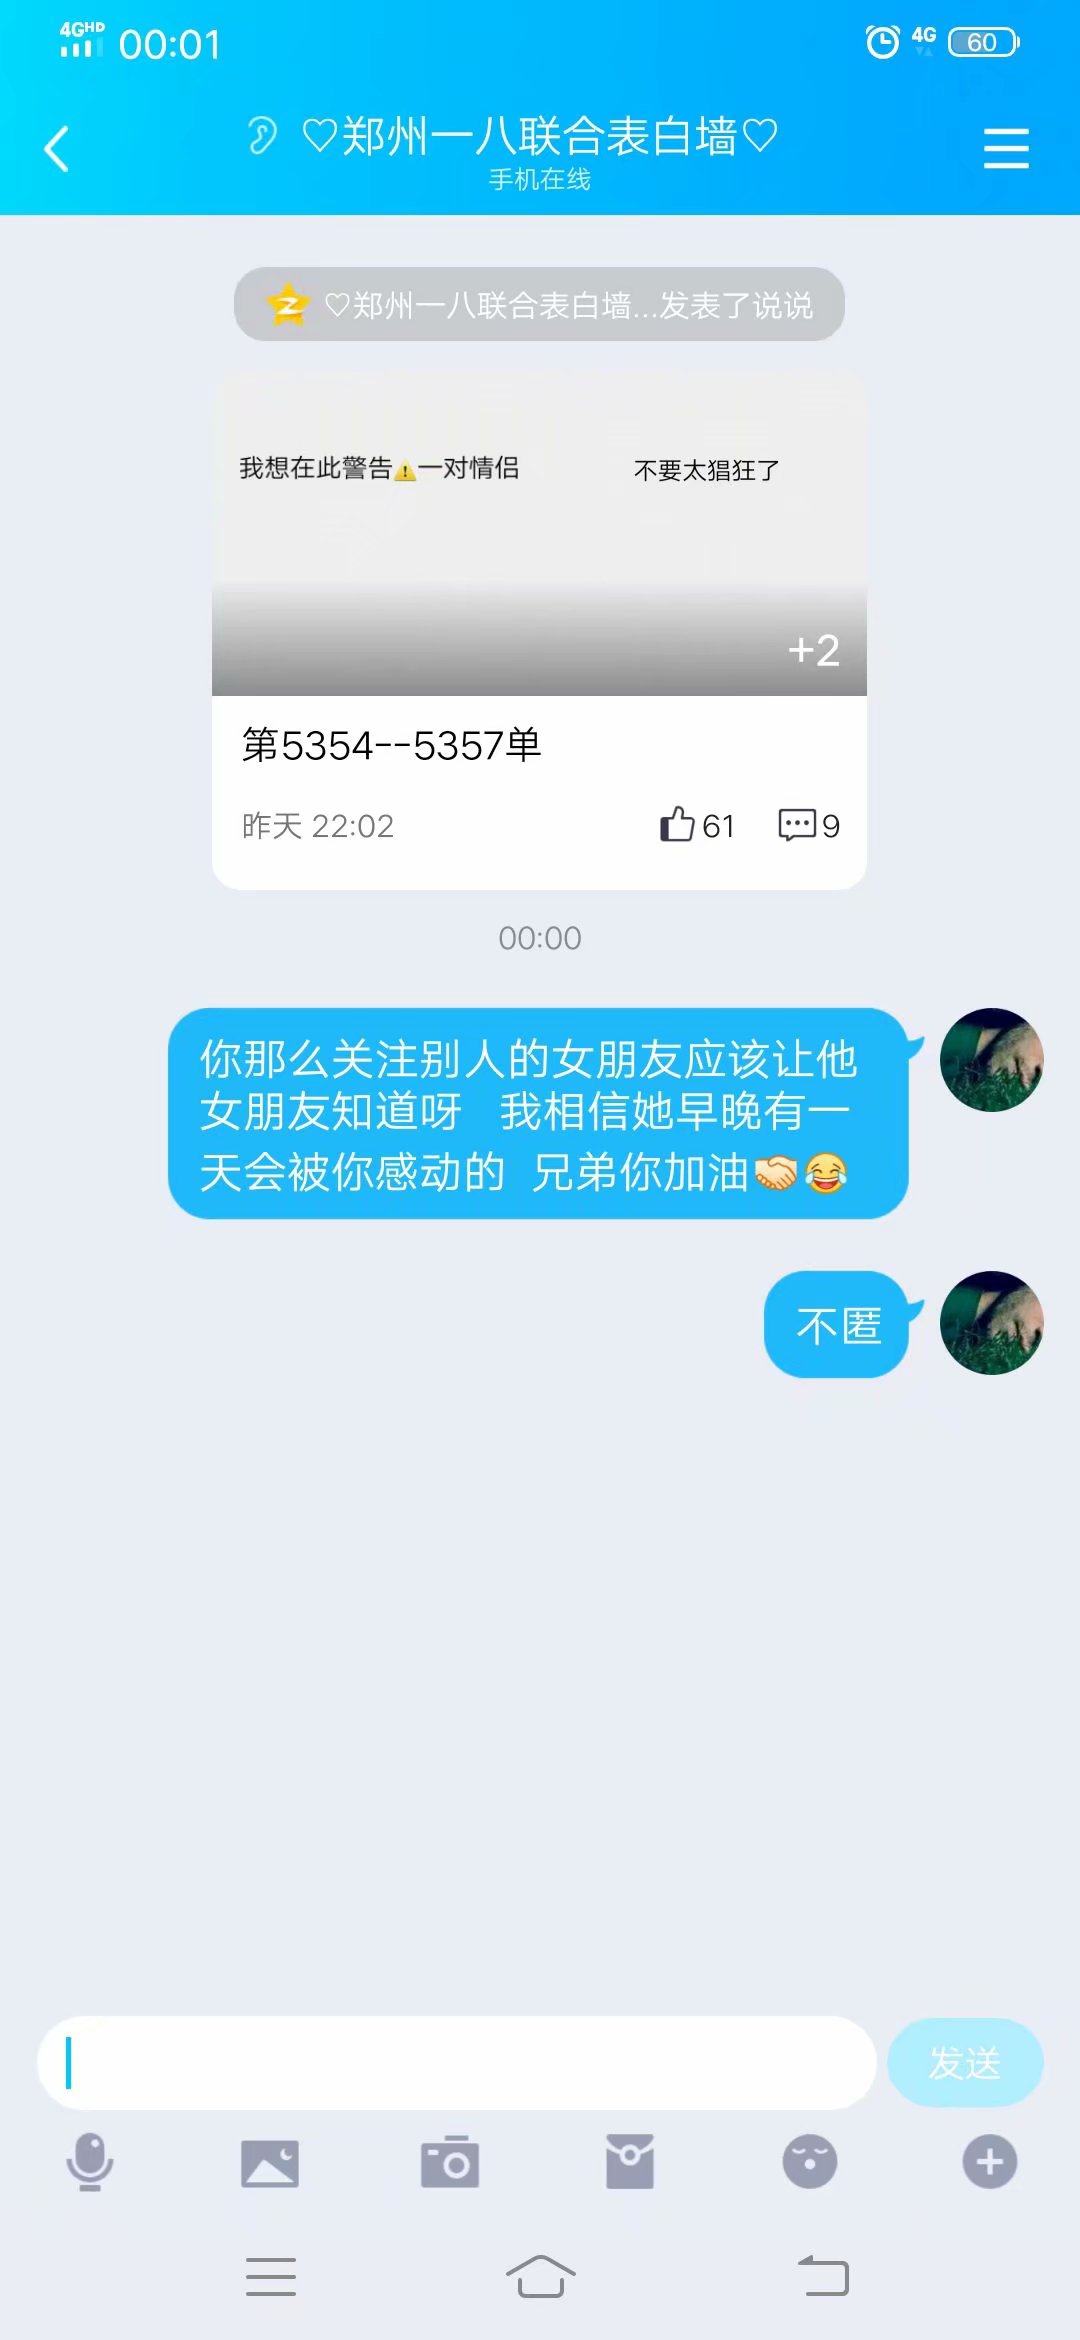 4GHD 00:01 4G 60
♡郑州一八联合表白墙♡
手机在线
♡郑州一八联合表白墙...发表了说说
我想在此警告⚠️一对情侣 不要太猖狂了
+2
第5354--5357单
昨天 22:02 61 9
00:00
你那么关注别人的女朋友应该让他
女朋友知道呀 我相信她早晚有一
天会被你感动的 兄弟你加油🤝😂
不匿
发送